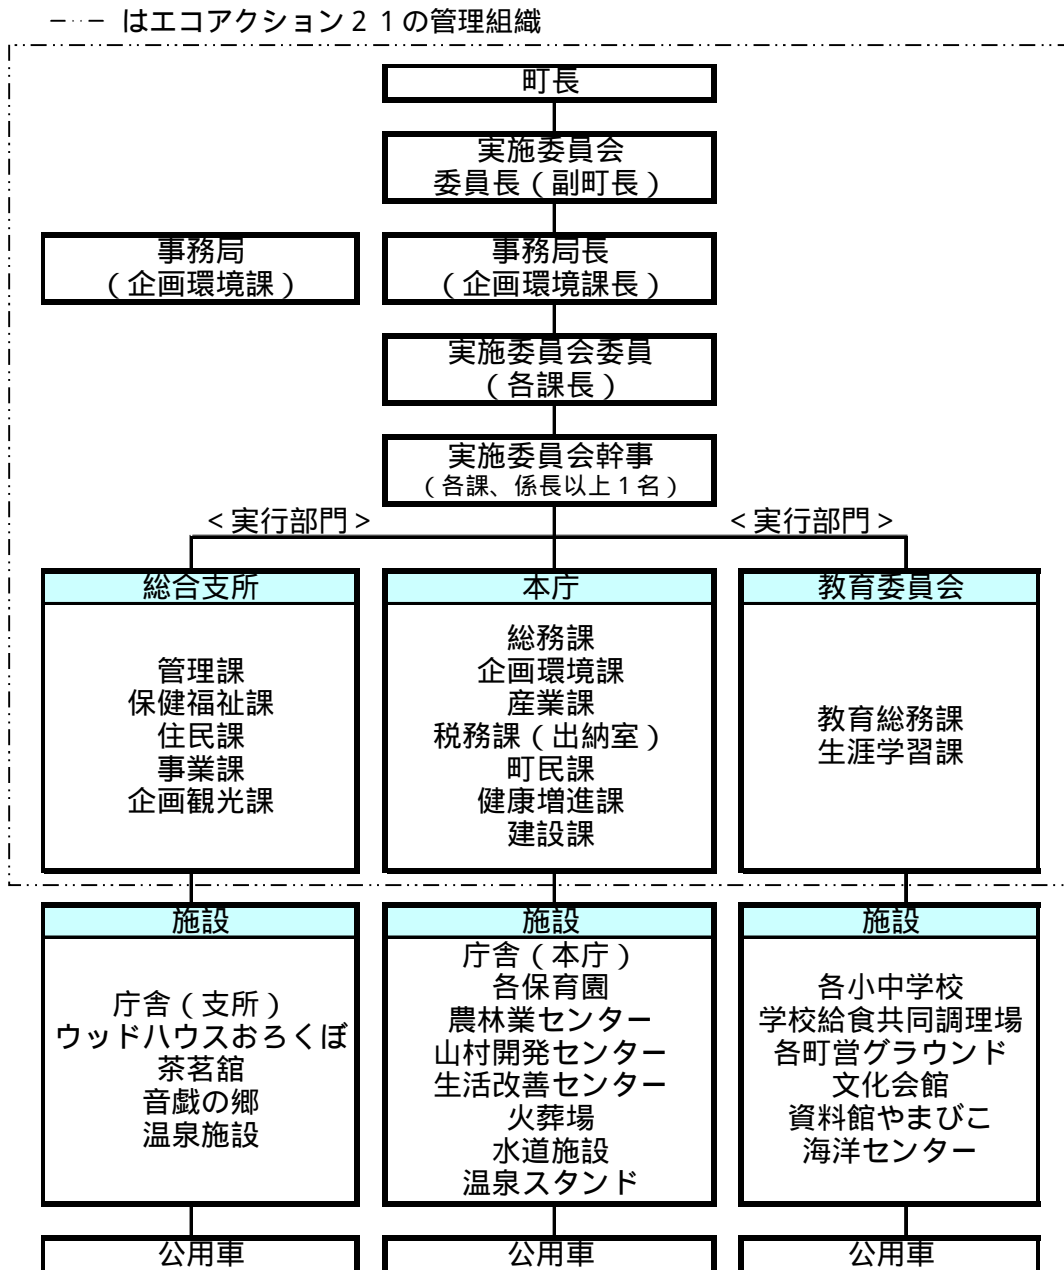 はエコアクション２１の管理組織
町長
実施委員会
委員長（副町長）
事務局
（企画環境課）
事務局長
（企画環境課長）
実施委員会委員
（各課長）
実施委員会幹事
（各課、係長以上１名）
＜実行部門＞
＜実行部門＞
総合支所
管理課
保健福祉課
住民課
事業課
企画観光課
本庁
総務課
企画環境課
産業課
税務課（出納室）
町民課
健康増進課
建設課
教育委員会
教育総務課
生涯学習課
施設
庁舎（支所）
ウッドハウスおろくぼ
茶茗舘
音戯の郷
温泉施設
施設
庁舎（本庁）
各保育園
農林業センター
山村開発センター
生活改善センター
火葬場
水道施設
温泉スタンド
施設
各小中学校
学校給食共同調理場
各町営グラウンド
文化会館
資料館やまびこ
海洋センター
公用車
公用車
公用車